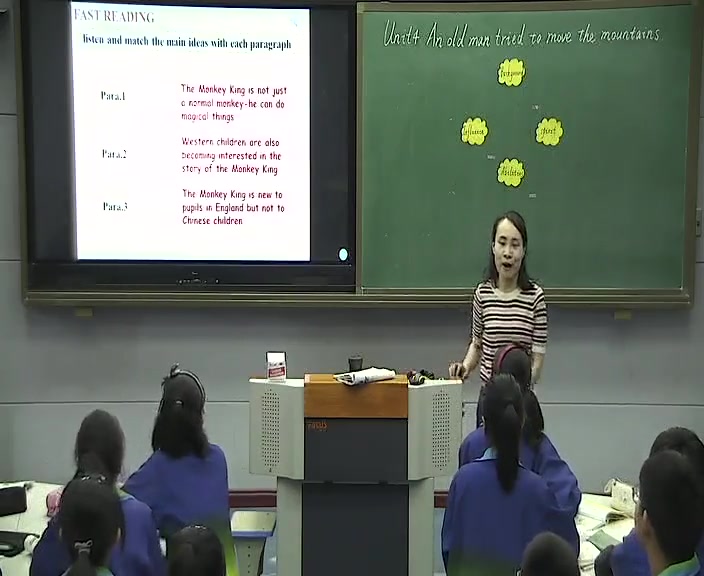 FAST READING
listen and match the main ideas with each paragraph
Para.1
The Monkey King is not just
a normal monkey-he can do
magical things
Para.2
Western children are also
becoming interested in the
story of the Monkey King
Para.3
The Monkey King is new to
pupils in England but not to
Chinese children
Unit4 An old man tried to move the mountains.
Background
Influence
spirit